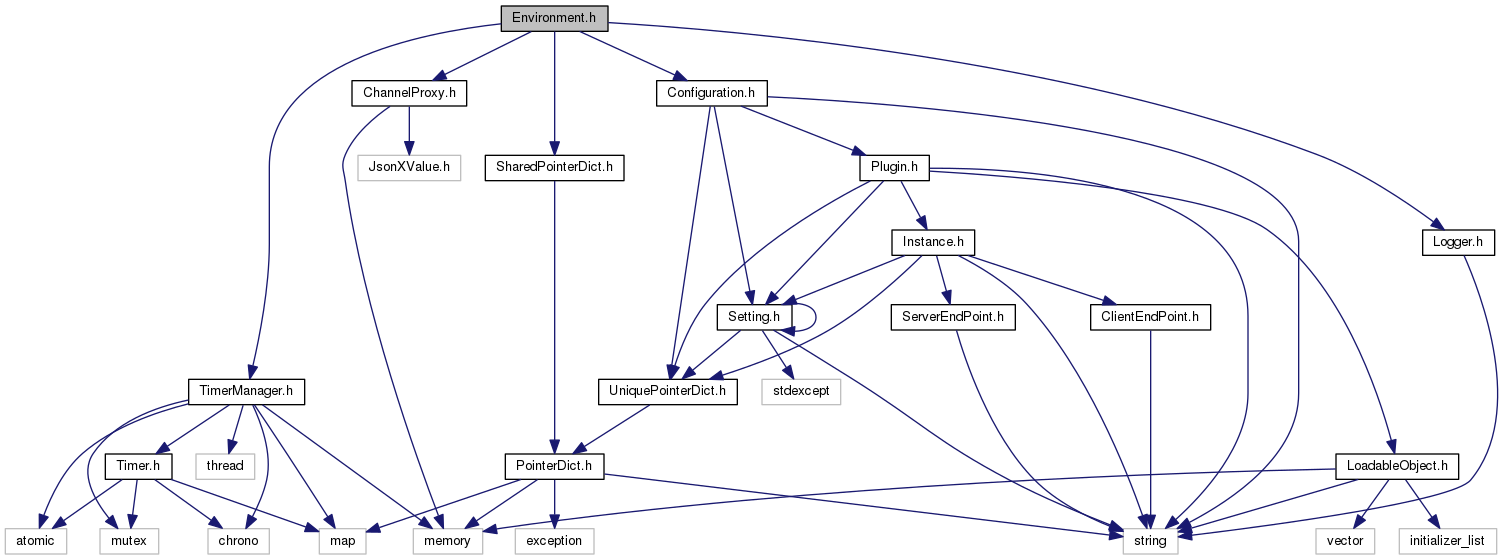 Environment.h
ChannelProxy.h
Configuration.h
JsonXValue.h
SharedPointerDict.h
Plugin.h
Instance.h
Logger.h
Setting.h
ServerEndPoint.h
ClientEndPoint.h
TimerManager.h
UniquePointerDict.h
stdexcept
Timer.h
thread
PointerDict.h
LoadableObject.h
atomic
mutex
chrono
map
memory
exception
string
vector
initializer_list